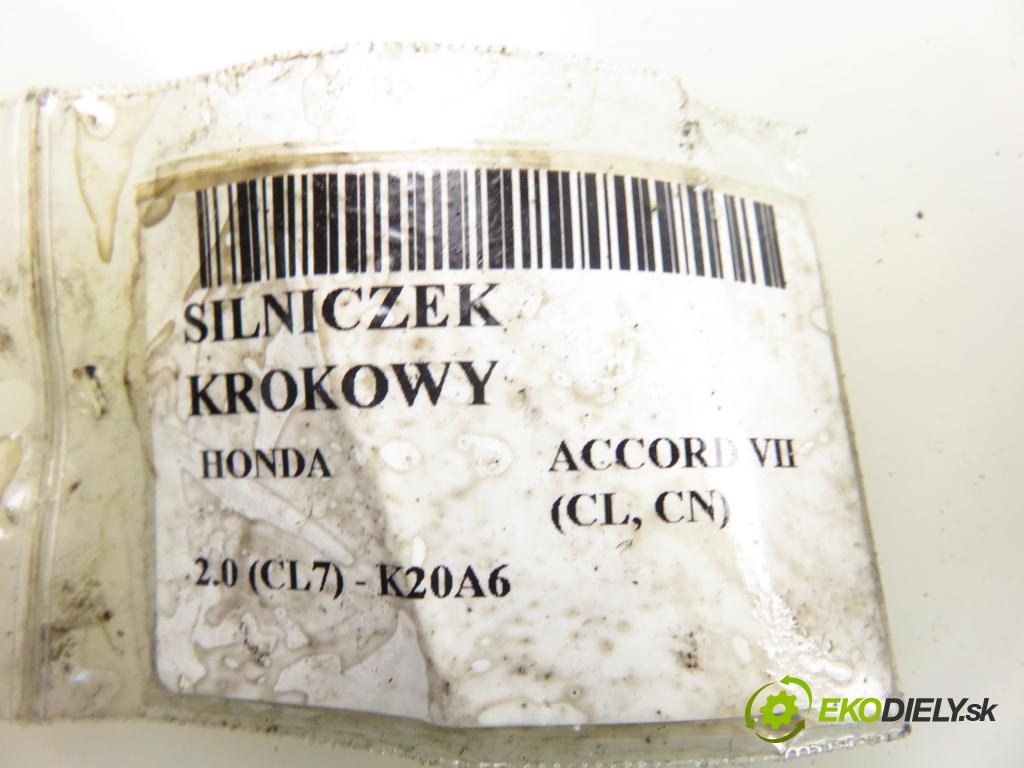 SILNICZEK
KROKOWY
HONDA
ACCORD VII
(CL, CN)
2.0 (CL7) - K20A6
EKODIELY.sk